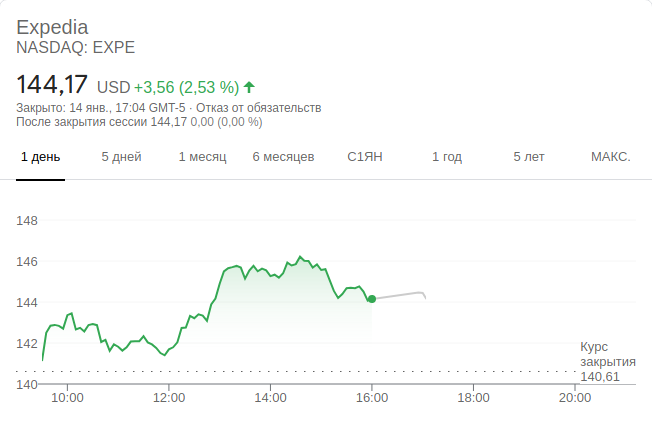 Expedia
NASDAQ: EXPE
144,17 USD +3,56 (2,53 %)
Закрыто: 14 янв., 17:04 GMT-5 · Отказ от обязательств
После закрытия сессии 144,17 0,00 (0,00 %)
1 день 5 дней 1 месяц 6 месяцев С1ЯН 1 год 5 лет МАКС.
148
146
144
142
Курс
закрытия
140,61
140
10:00 12:00 14:00 16:00 18:00 20:00